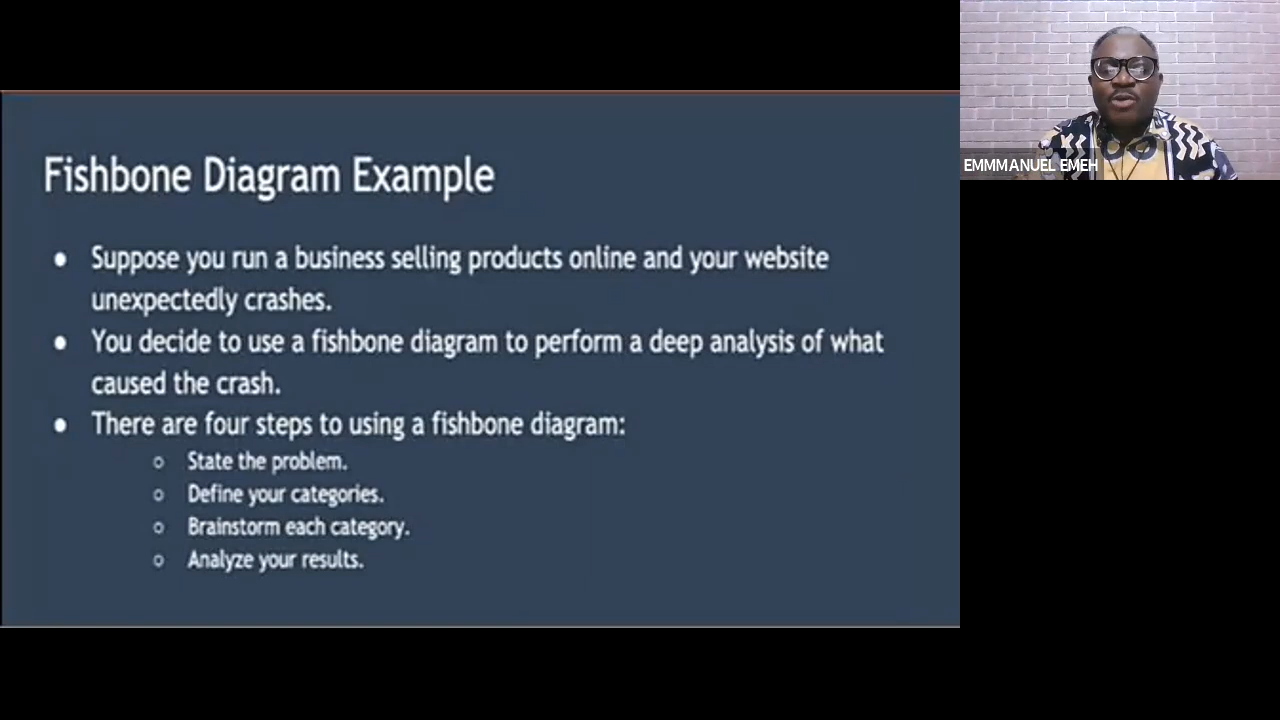 Fishbone Diagram Example
● Suppose you run a business selling products online and your website
unexpectedly crashes.
● You decide to use a fishbone diagram to perform a deep analysis of what
caused the crash.
● There are four steps to using a fishbone diagram:
○ State the problem.
○ Define your categories.
○ Brainstorm each category.
○ Analyze your results.
EMMMANUEL EMEH